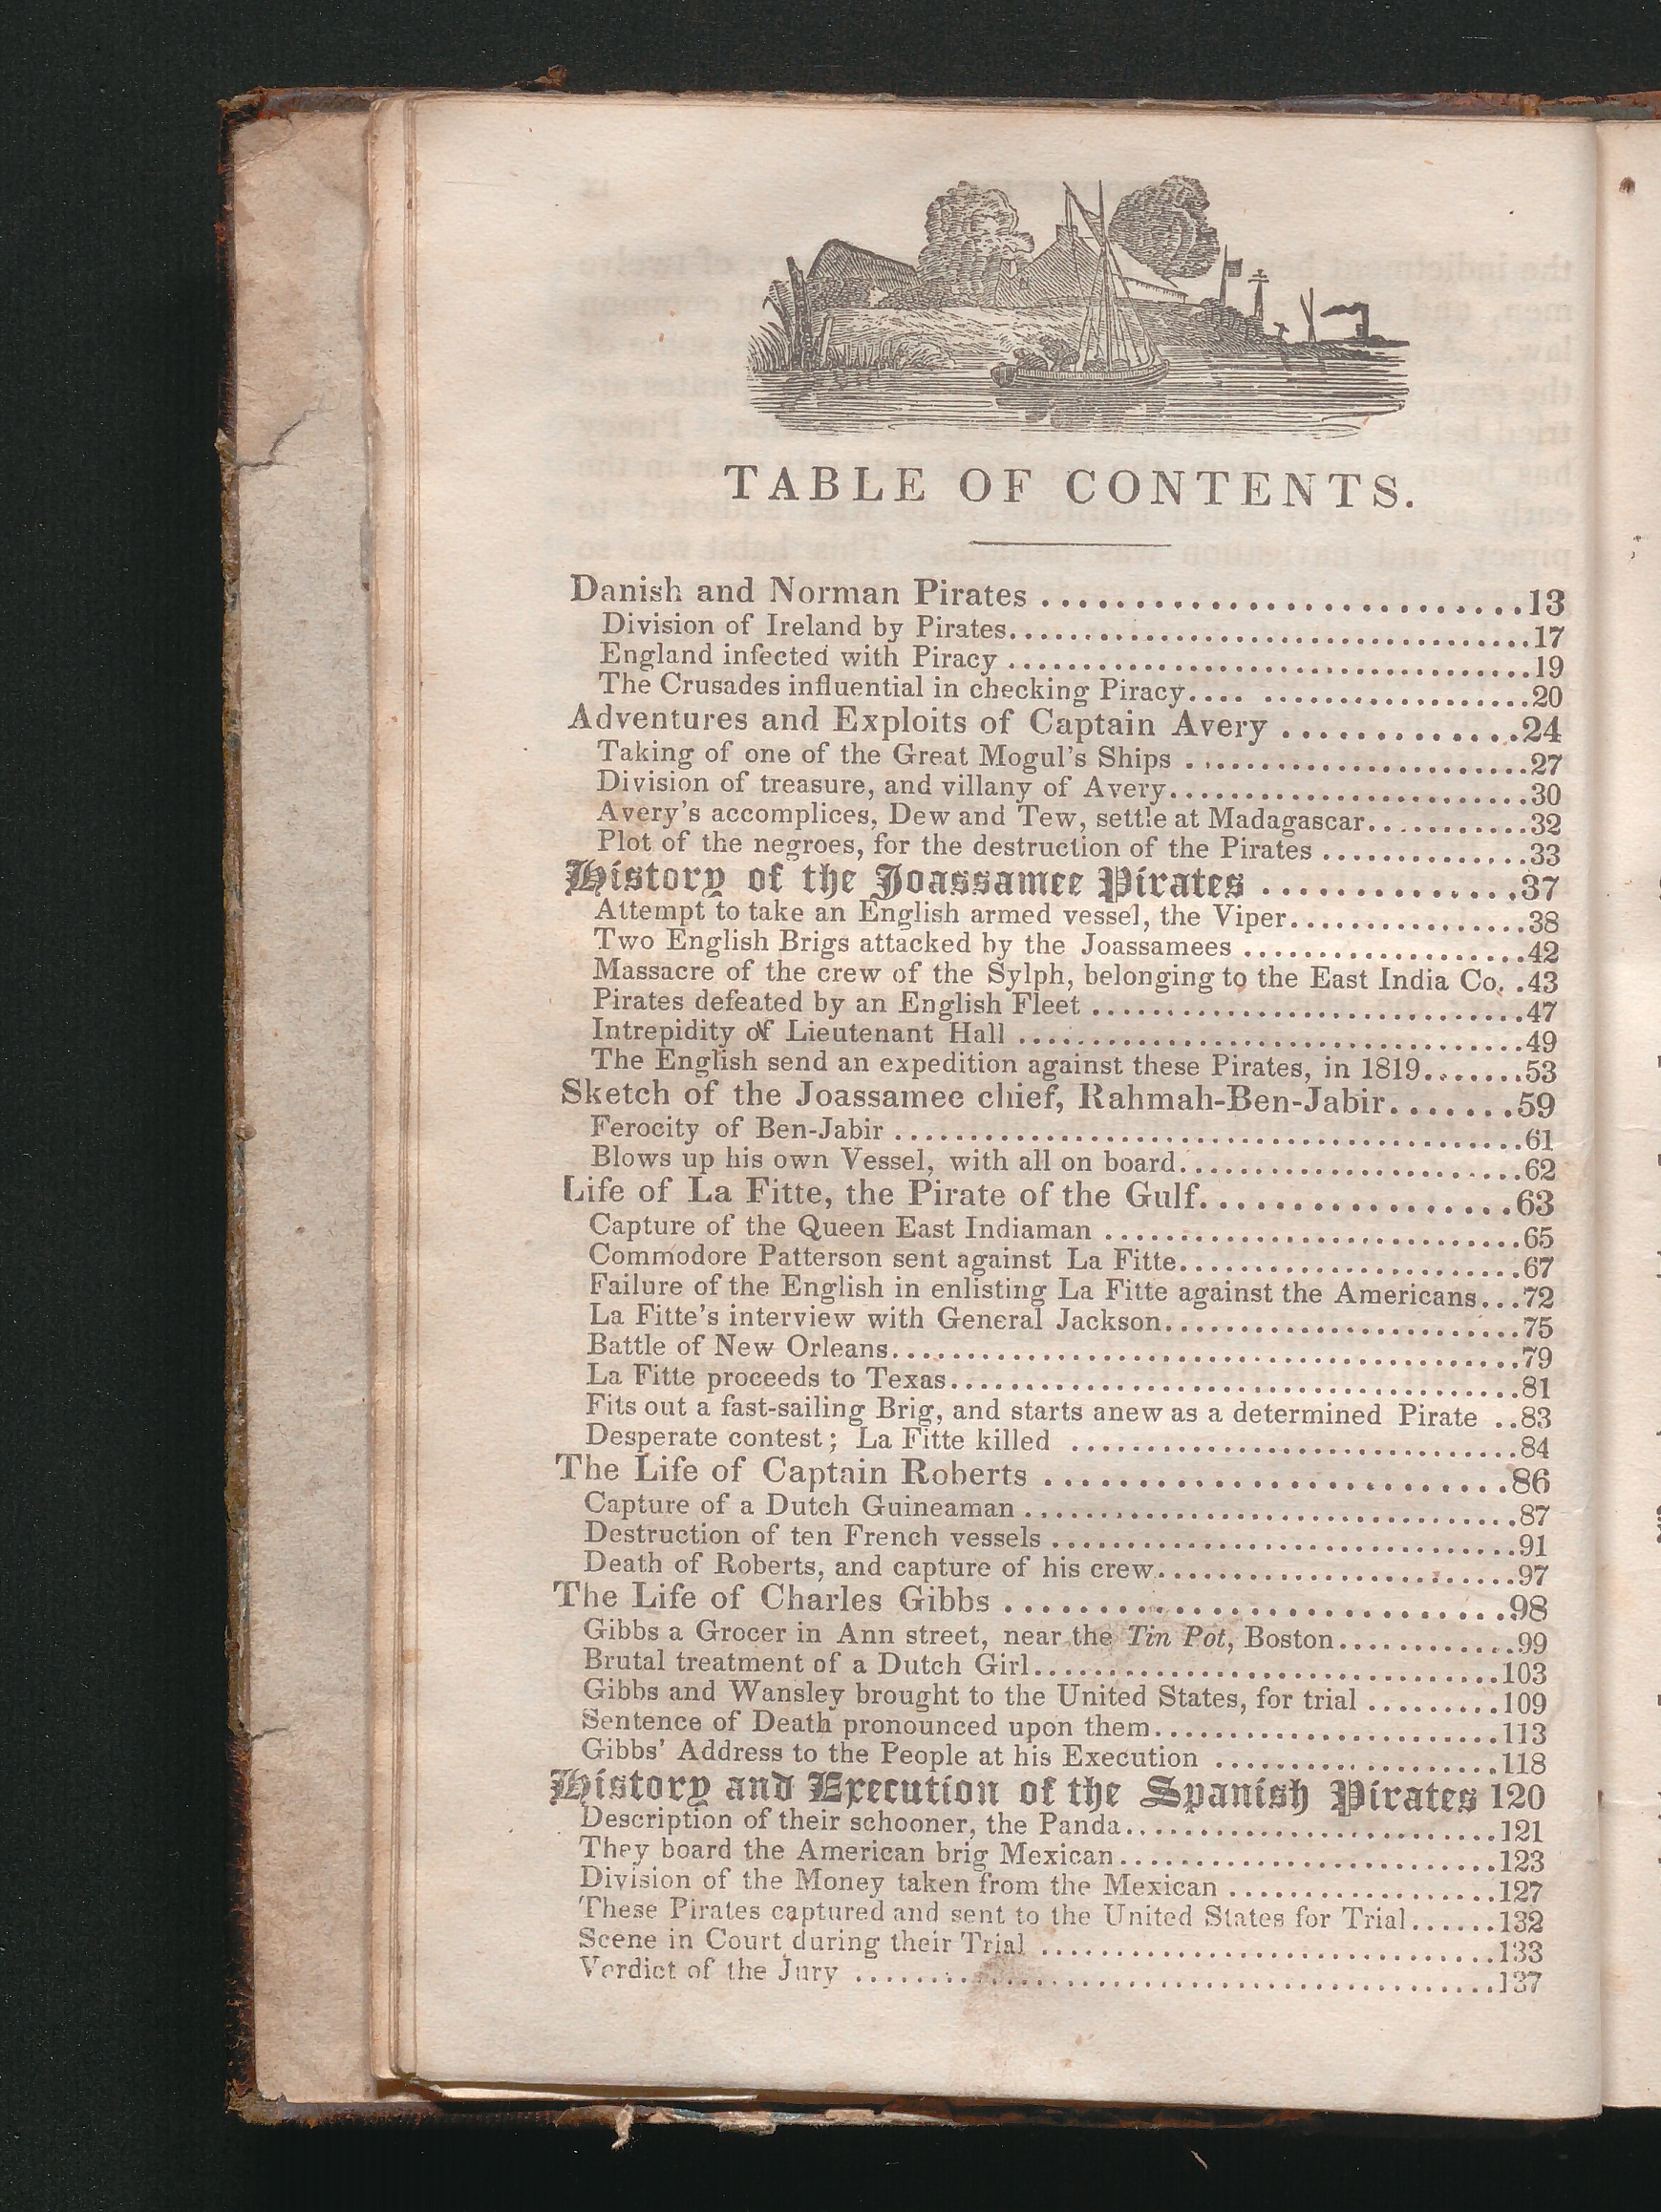 TABLE OF CONTENTS.
Danish and Norman Pirates ..........................13
Division of Ireland by Pirates...................................17
England infected with Piracy ...................................19
The Crusades influential in checking Piracy.... ..................20
Adventures and Exploits of Captain Avery .............24
Taking of one of the Great Mogul's Ships .......................27
Division of treasure, and villany of Avery........................30
Avery's accomplices, Dew and Tew, settle at Madagascar...........32
Plot of the negroes, for the destruction of the Pirates ..............33
History of the Joassamee Pirates ..............37
Attempt to take an English armed vessel, the Viper................38
Two English Brigs attacked by the Joassamees ...................42
Massacre of the crew of the Sylph, belonging to the East India Co. .43
Pirates defeated by an English Fleet .............................47
Intrepidity of Lieutenant Hall ..................................49
The English send an expedition against these Pirates, in 1819.......53
Sketch of the Joassamee chief, Rahmah-Ben-Jabir.......59
Ferocity of Ben-Jabir ..........................................61
Blows up his own Vessel, with all on board.......................62
Life of La Fitte, the Pirate of the Gulf.................63
Capture of the Queen East Indiaman ............................65
Commodore Patterson sent against La Fitte.......................67
Failure of the English in enlisting La Fitte against the Americans...72
La Fitte's interview with General Jackson........................75
Battle of New Orleans..........................................79
La Fitte proceeds to Texas......................................81
Fits out a fast-sailing Brig, and starts anew as a determined Pirate ..83
Desperate contest; La Fitte killed ..............................84
The Life of Captain Roberts .........................86
Capture of a Dutch Guineaman .................................87
Destruction of ten French vessels ...............................91
Death of Roberts, and capture of his crew........................97
The Life of Charles Gibbs ...........................98
Gibbs a Grocer in Ann street, near the Tin Pot, Boston............99
Brutal treatment of a Dutch Girl...............................103
Gibbs and Wansley brought to the United States, for trial .........109
Sentence of Death pronounced upon them.......................113
Gibbs' Address to the People at his Execution ...................118
History and Execution of the Spanish Pirates 120
Description of their schooner, the Panda.........................121
They board the American brig Mexican.........................123
Division of the Money taken from the Mexican ..................127
These Pirates captured and sent to the United States for Trial......132
Scene in Court during their Trial ..............................133
Verdict of the Jury ...........................................137